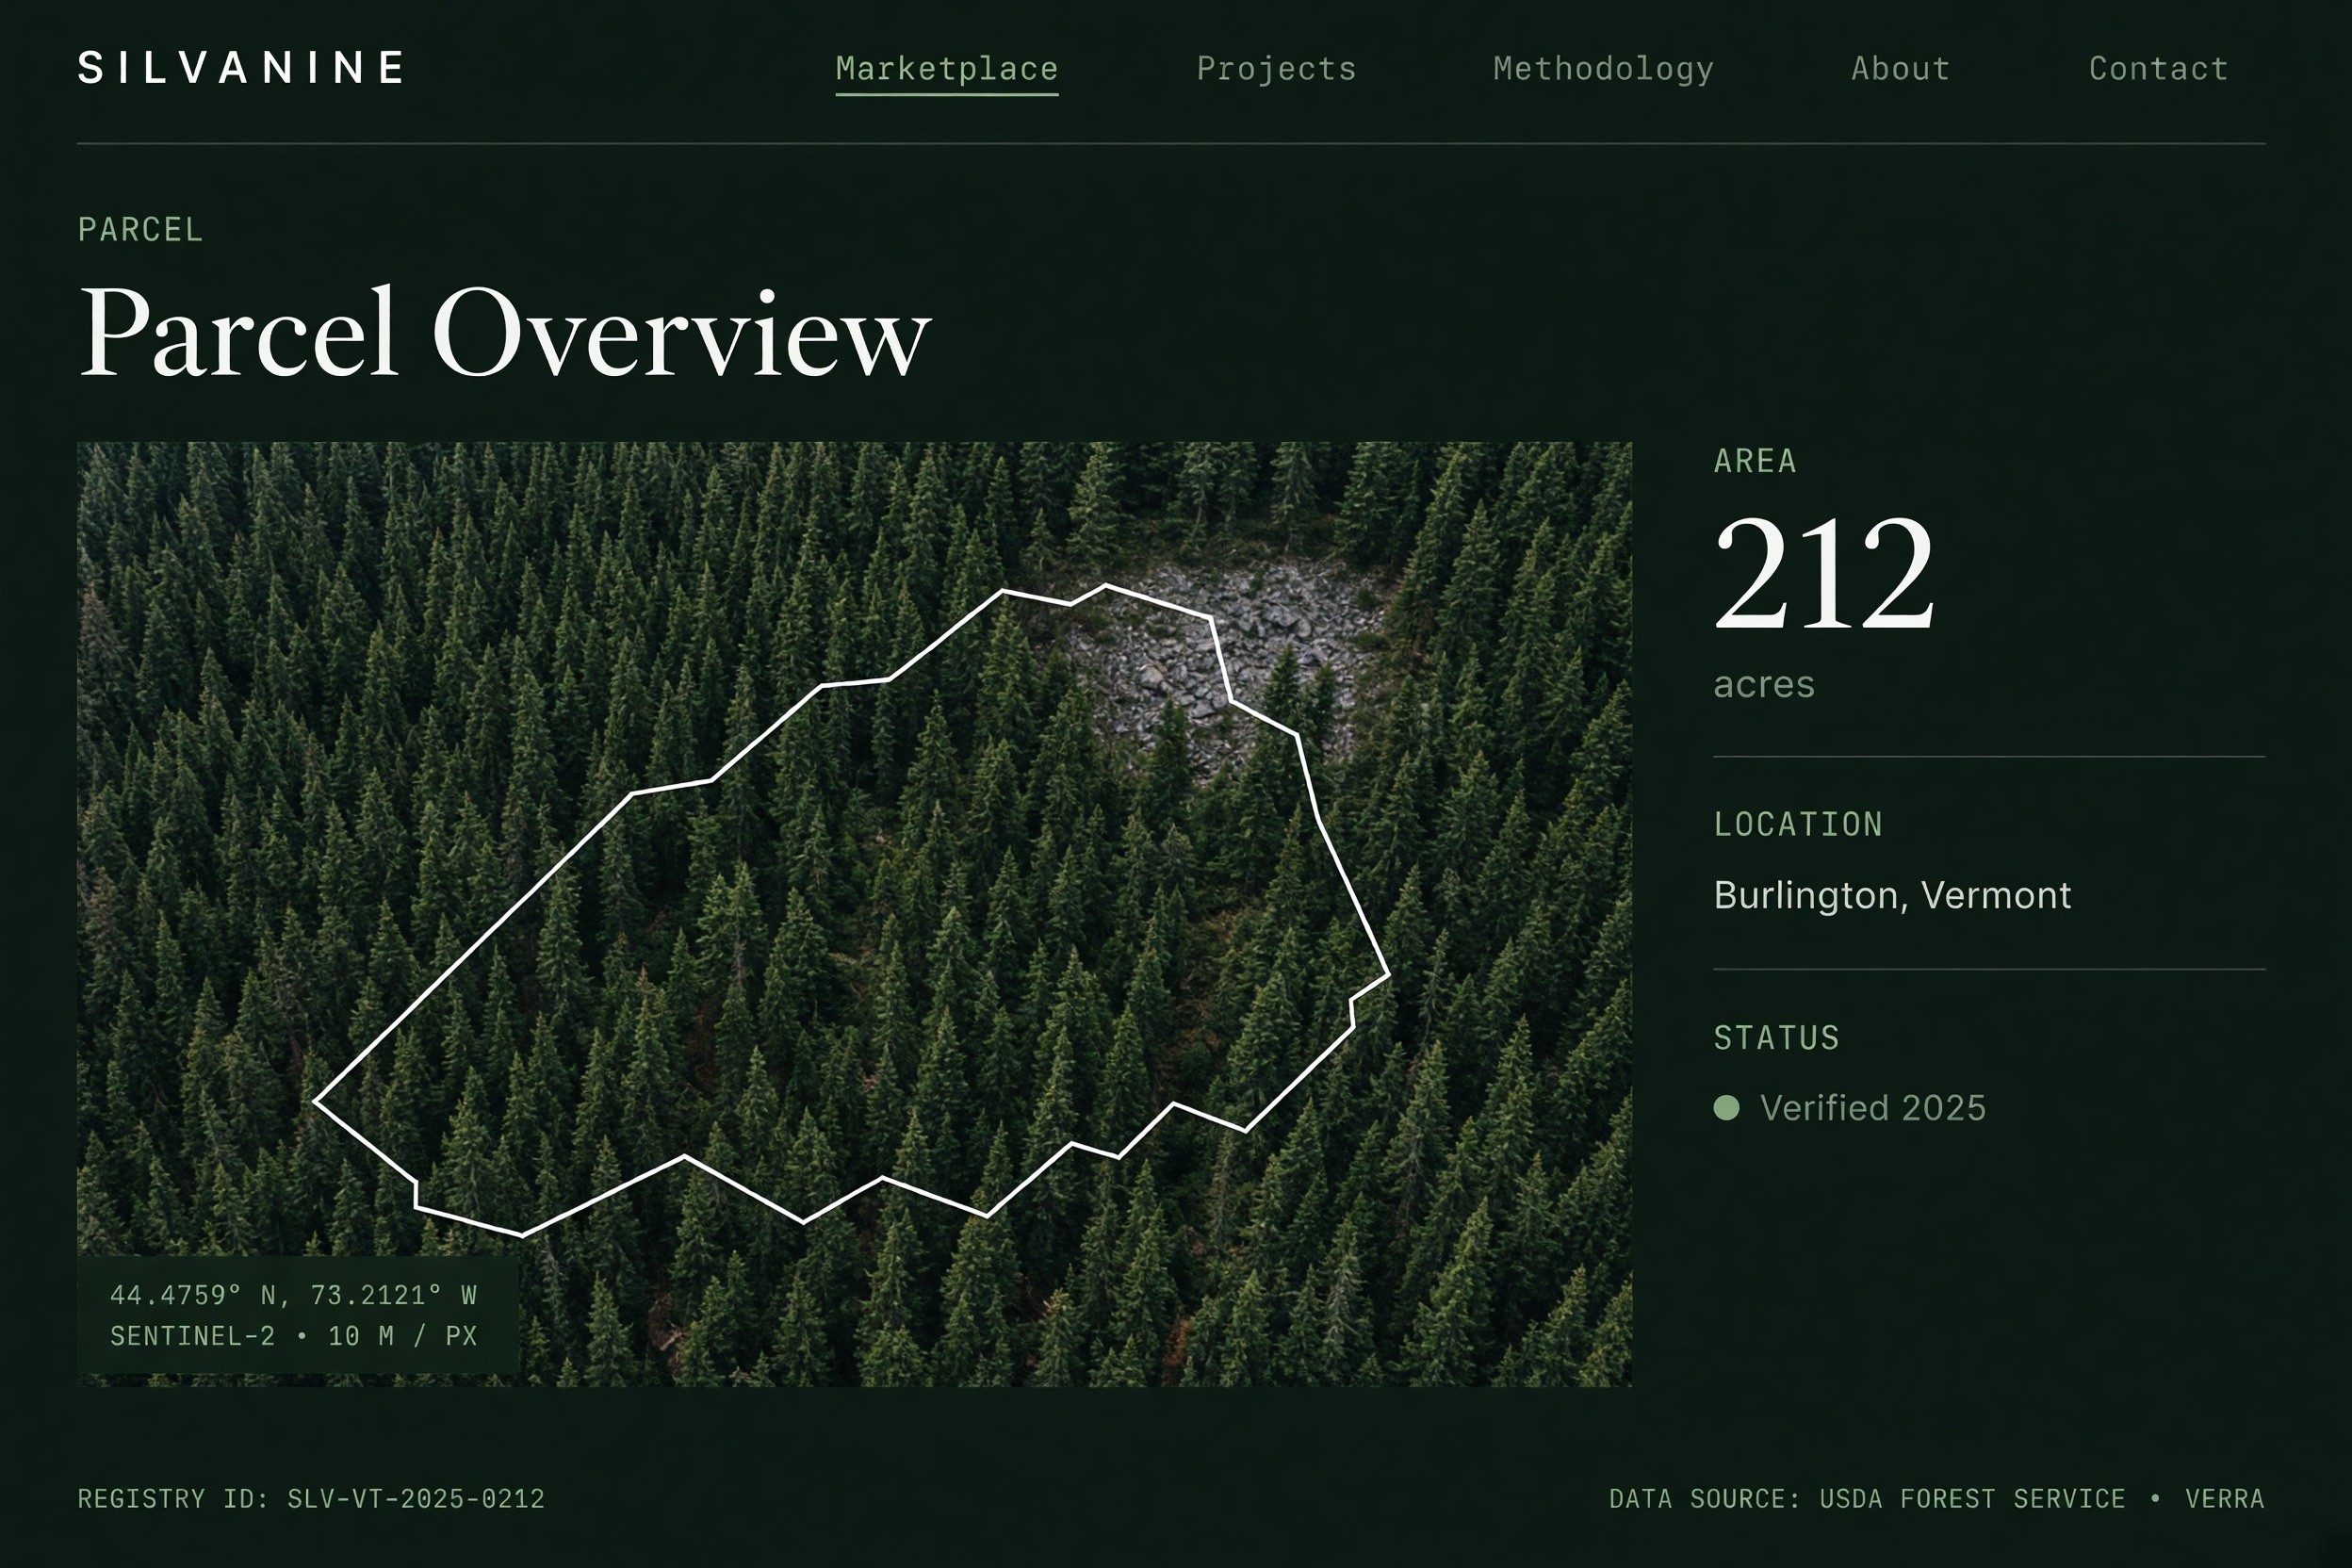 SILVANINE
Marketplace Projects Methodology About Contact
PARCEL
Parcel Overview
AREA
212
acres
LOCATION
Burlington, Vermont
STATUS
Verified 2025
44.4759° N, 73.2121° W
SENTINEL-2 • 10 M / PX
REGISTRY ID: SLV-VT-2025-0212
DATA SOURCE: USDA FOREST SERVICE • VERRA